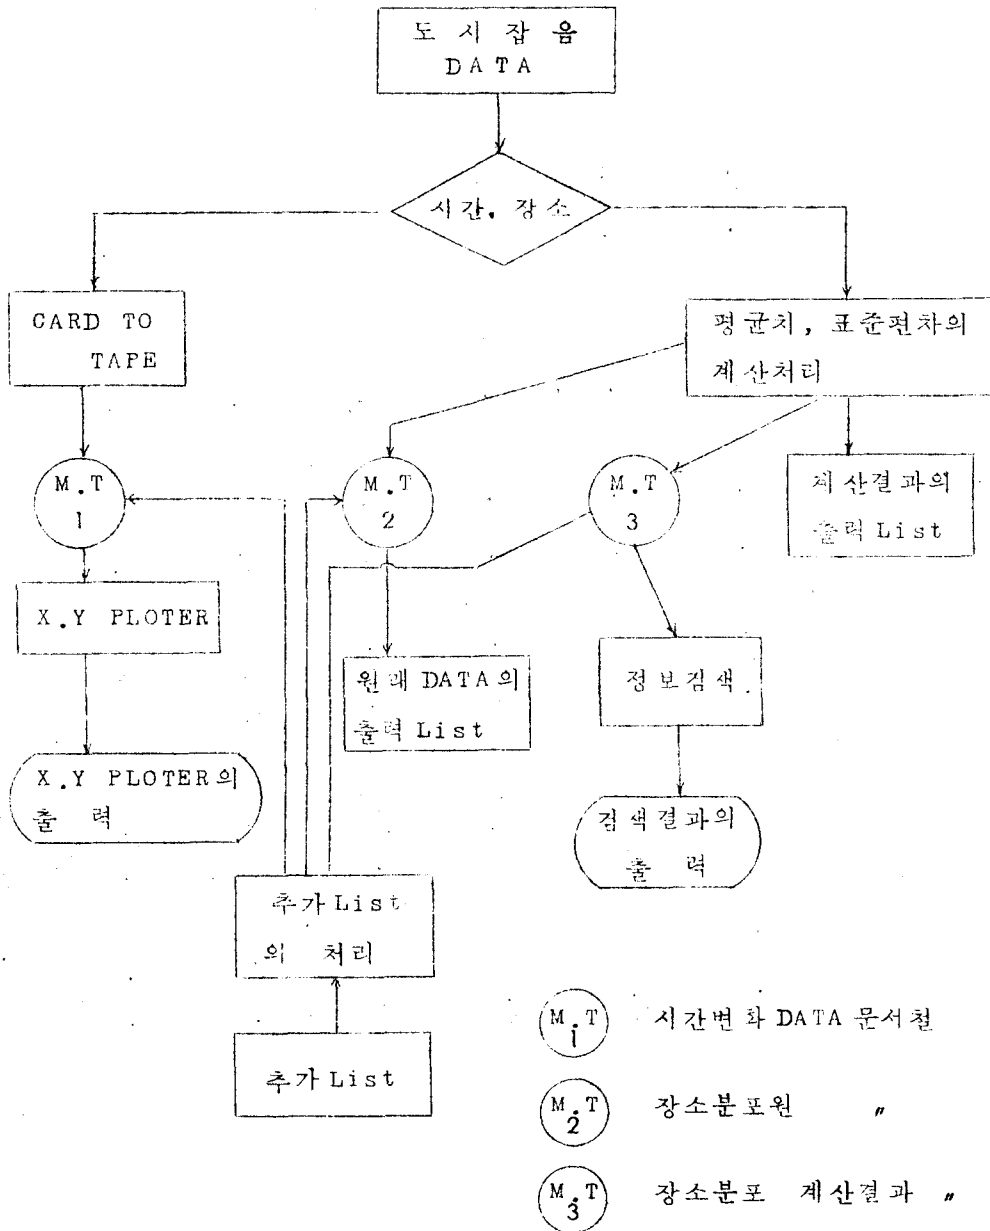 도 시 잡 음
DATA
시간. 장소
CARD TO
TAPE
평균치, 표준편차의
계산처리
M.T
1
M.T
2
M.T
3
계산결과의
출력 List
X.Y PLOTER
원래 DATA의
출력 List
정보검색
X.Y PLOTER의
출 력
검색결과의
출 력
추가 List
의 처리
추가 List
M.T
1
시간변화 DATA 문서철
M.T
2
장소분포원 〃
M.T
3
장소분포 계산결과 〃